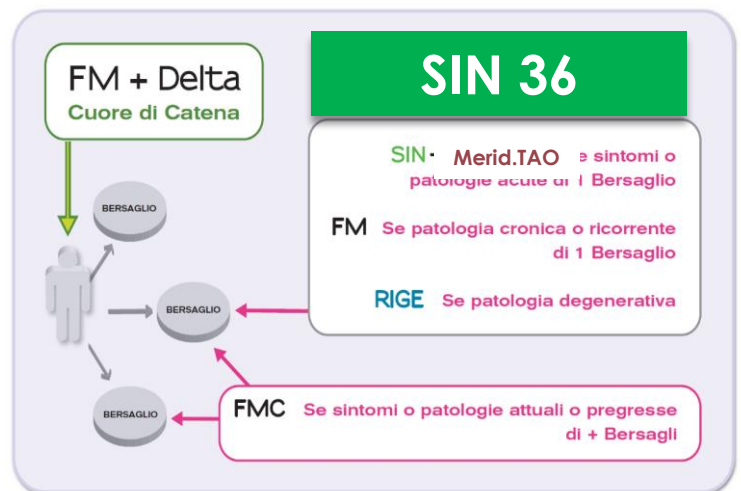 FM + Delta
Cuore di Catena
SIN 36
SIN Merid.TAO e sintomi o
patologie acute di 1 Bersaglio
FM Se patologia cronica o ricorrente
di 1 Bersaglio
RIGE Se patologia degenerativa
BERSAGLIO
BERSAGLIO
BERSAGLIO
FMC Se sintomi o patologie attuali o pregresse
di + Bersagli